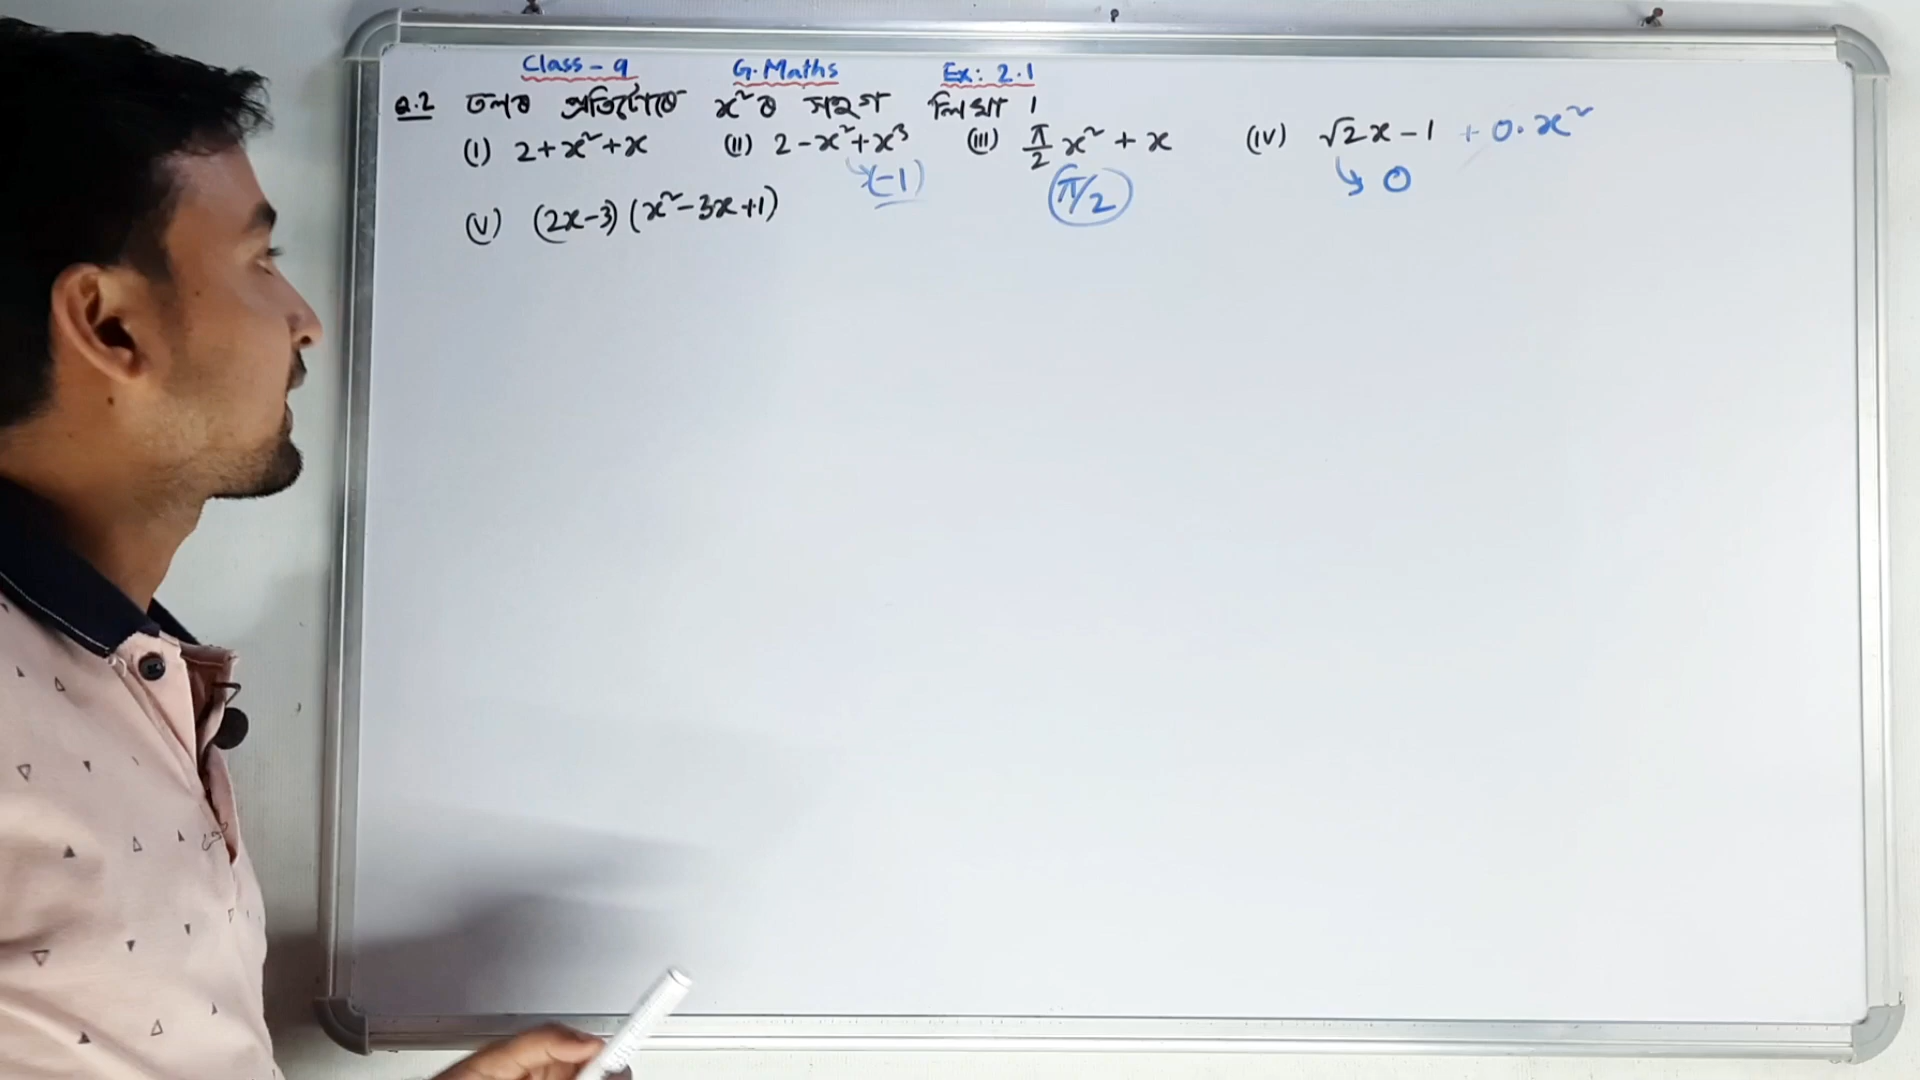 Class - 9 G. Maths Ex: 2.1
Q.2 তলৰ প্ৰতিটোৰে x²ৰ সহগ লিখা ।
(i) 2+x²+x (ii) 2-x²+x³ (iii) π/2 x² + x (iv) √2x-1 + 0.x²
(-1) π/2 0
(v) (2x-3) (x²-3x+1)